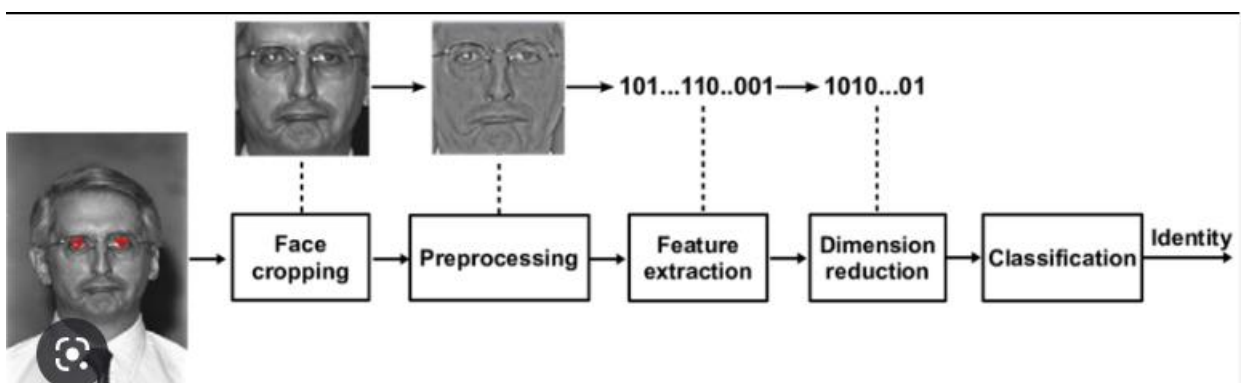 101...110..001
1010...01
Face
cropping
Preprocessing
Feature
extraction
Dimension
reduction
Classification
Identity